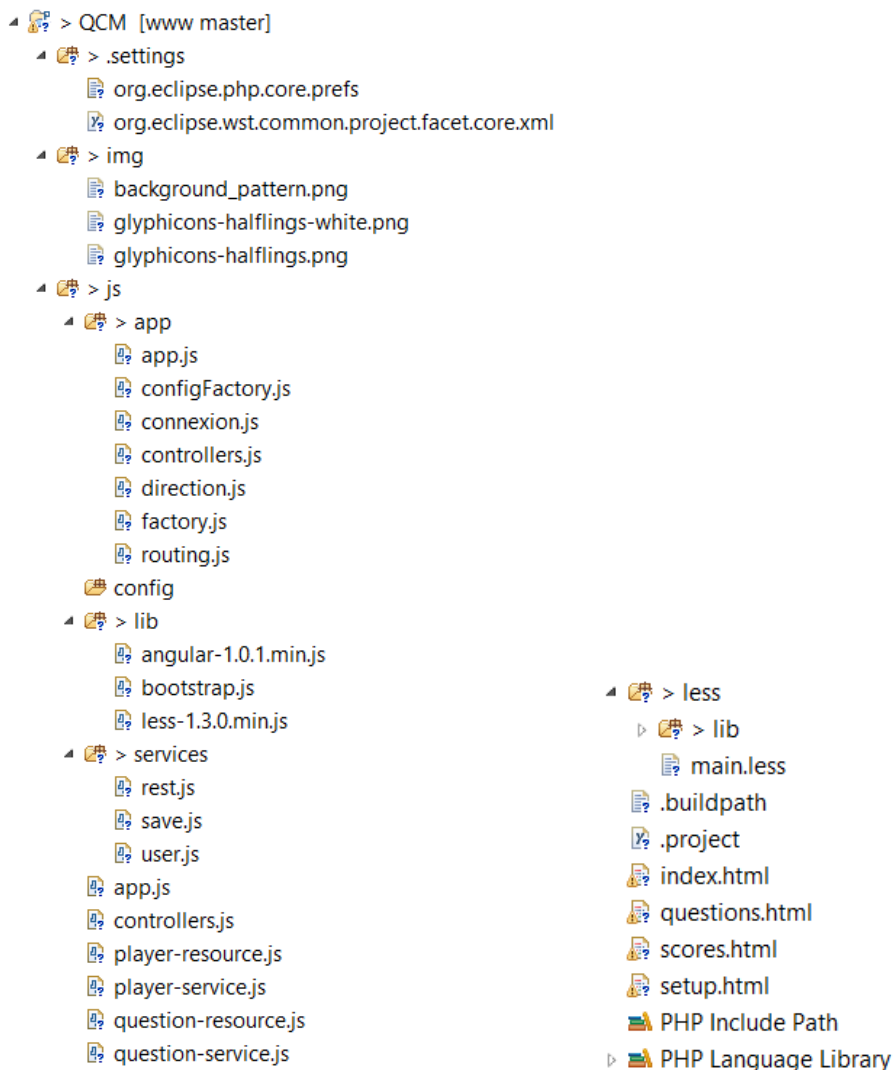 > QCM [www master]
> .settings
org.eclipse.php.core.prefs
org.eclipse.wst.common.project.facet.core.xml
> img
background_pattern.png
glyphicons-halflings-white.png
glyphicons-halflings.png
> js
> app
app.js
configFactory.js
connexion.js
controllers.js
direction.js
factory.js
routing.js
config
> lib
angular-1.0.1.min.js
bootstrap.js
less-1.3.0.min.js
> services
rest.js
save.js
user.js
app.js
controllers.js
player-resource.js
player-service.js
question-resource.js
question-service.js
> less
> lib
main.less
.buildpath
.project
index.html
questions.html
scores.html
setup.html
PHP Include Path
PHP Language Library